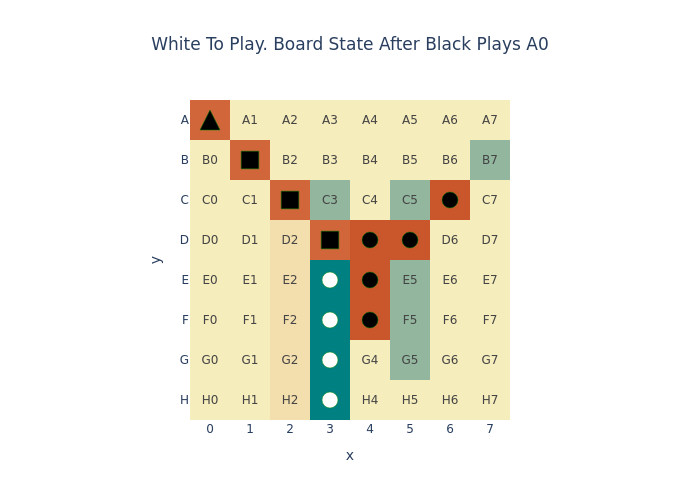 White To Play. Board State After Black Plays A0
A A1 A2 A3 A4 A5 A6 A7
B B0 B2 B3 B4 B5 B6 B7
C C0 C1 C3 C4 C5 C7
D D0 D1 D2 D6 D7
y
E E0 E1 E2 E5 E6 E7
F F0 F1 F2 F5 F6 F7
G G0 G1 G2 G4 G5 G6 G7
H H0 H1 H2 H4 H5 H6 H7
0 1 2 3 4 5 6 7
x